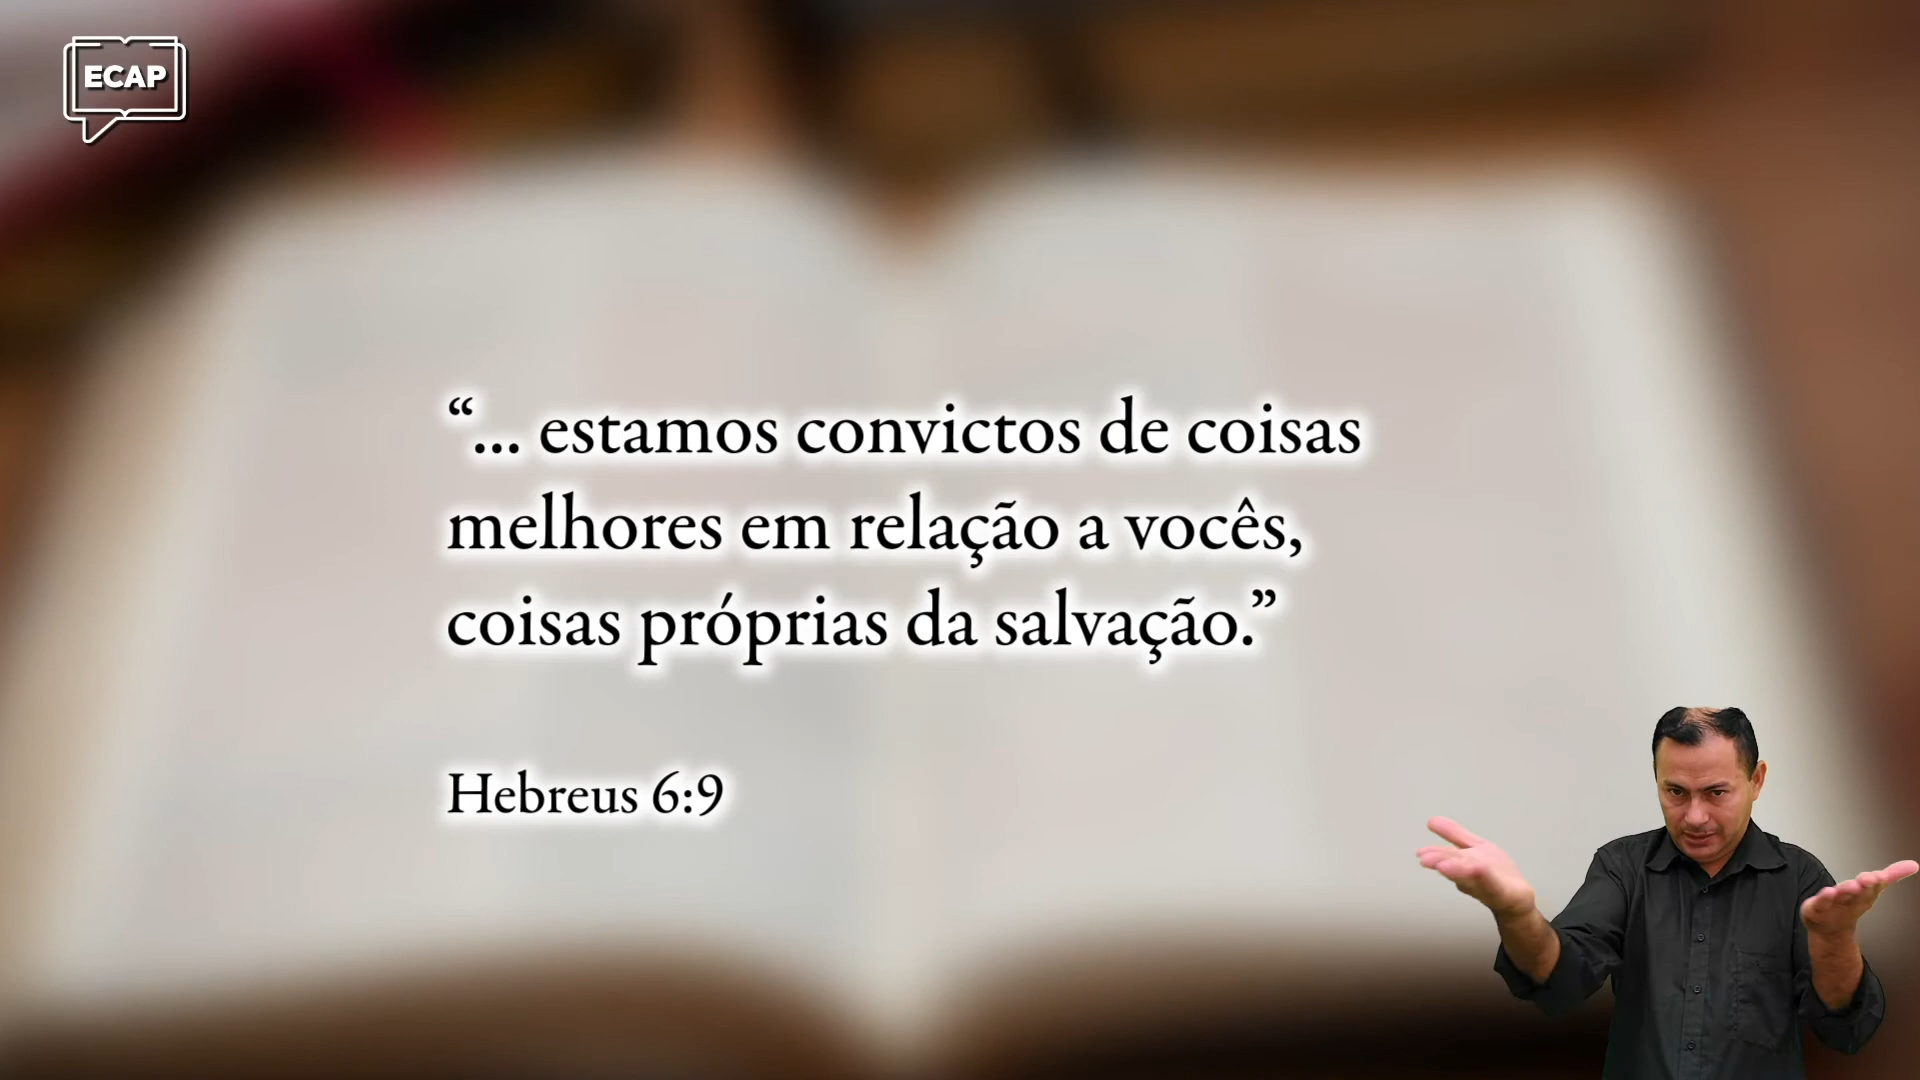 ECAP
“... estamos convictos de coisas
melhores em relação a vocês,
coisas próprias da salvação.”
Hebreus 6:9